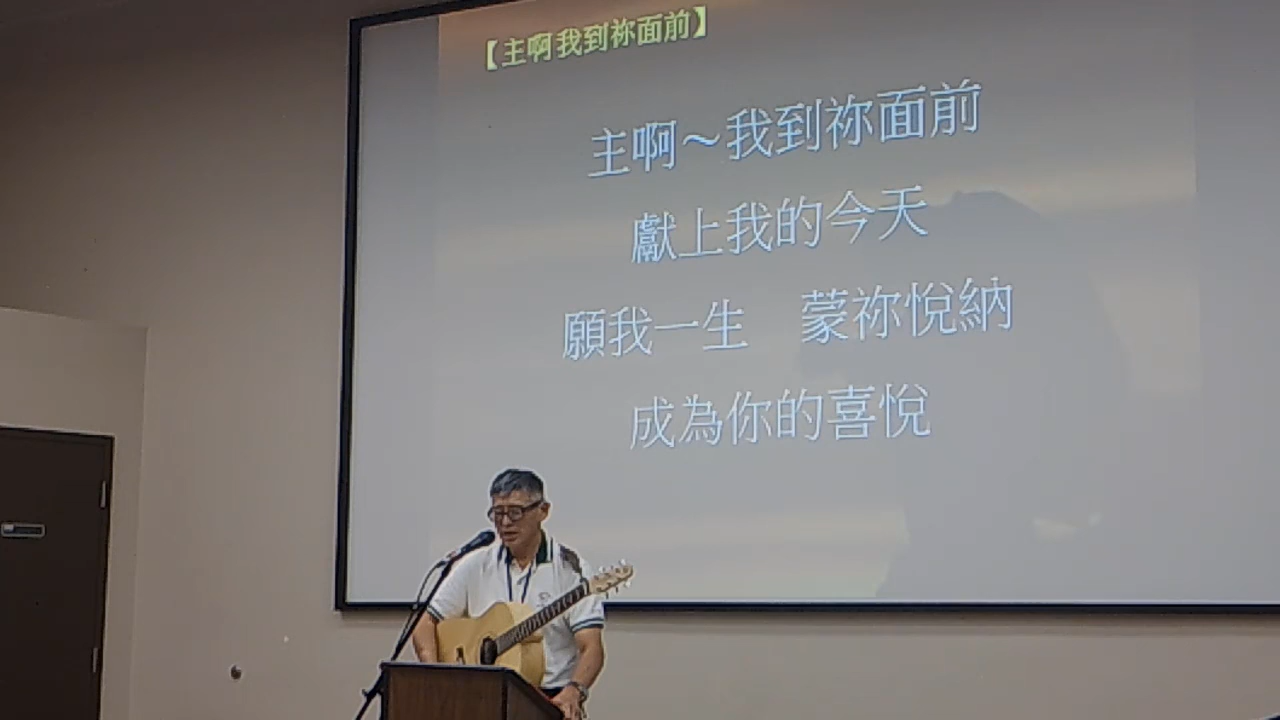 【主啊我到祢面前】
主啊～我到祢面前
獻上我的今天
願我一生　蒙祢悅納
成為你的喜悅